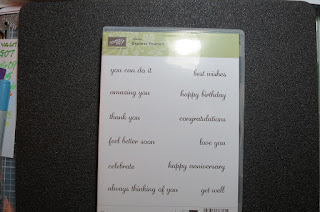 you can do it
best wishes
amazing you
happy birthday
thank you
congratulations
feel better soon
love you
celebrate
happy anniversary
always thinking of you
get well